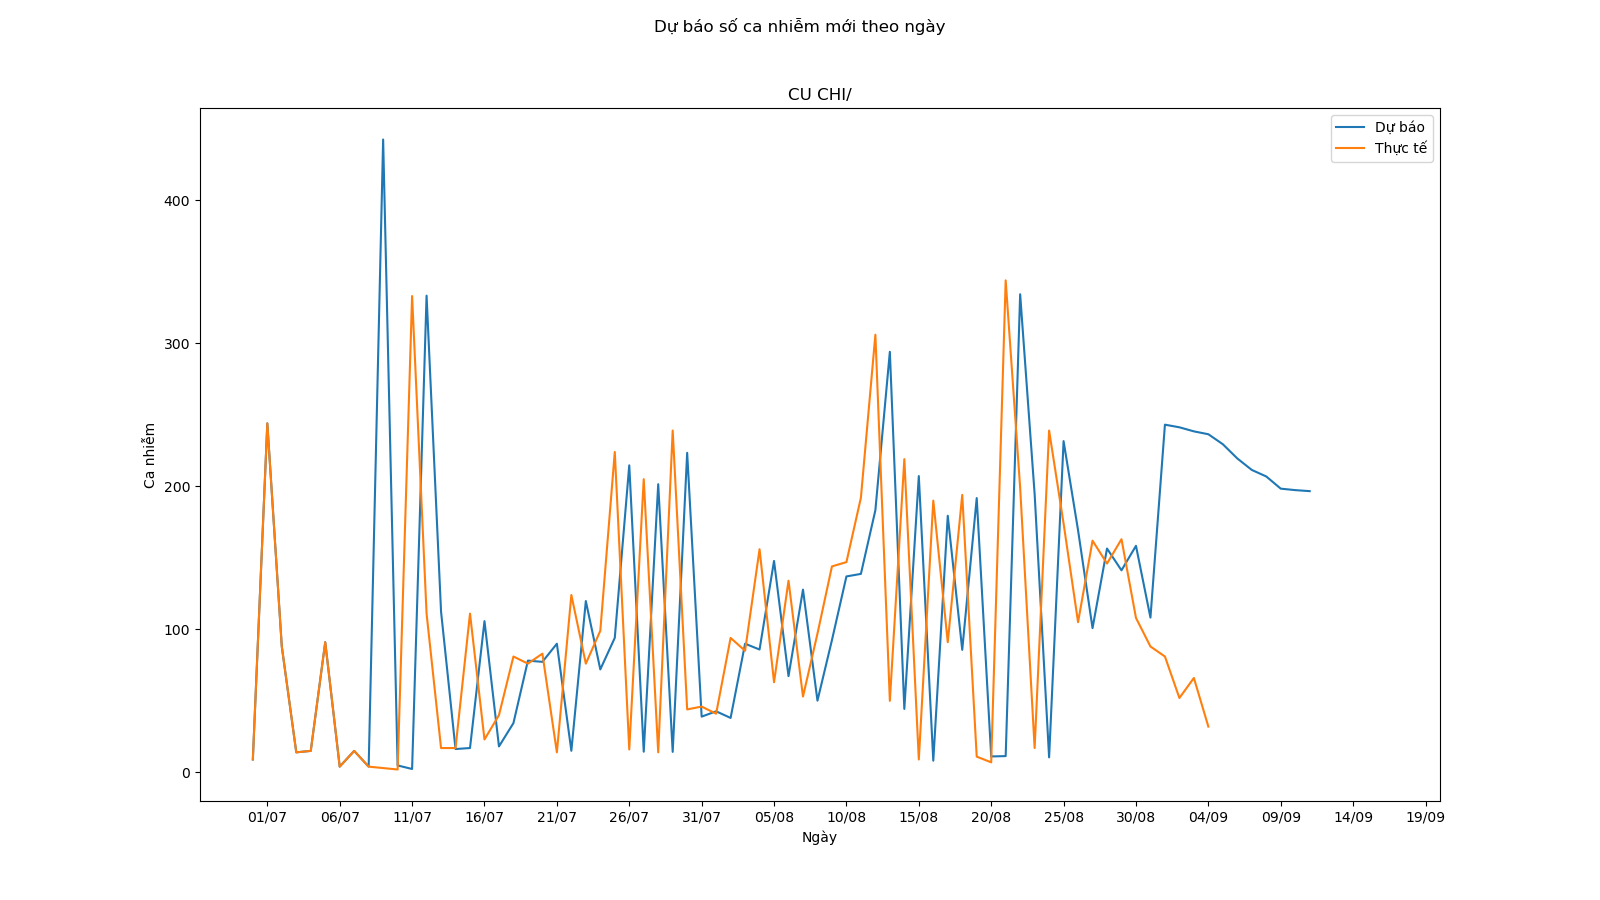 Dự báo số ca nhiễm mới theo ngày
CU CHI/
Dự báo
Thực tế
Ca nhiễm
400
300
200
100
0
01/07 06/07 11/07 16/07 21/07 26/07 31/07 05/08 10/08 15/08 20/08 25/08 30/08 04/09 09/09 14/09 19/09
Ngày